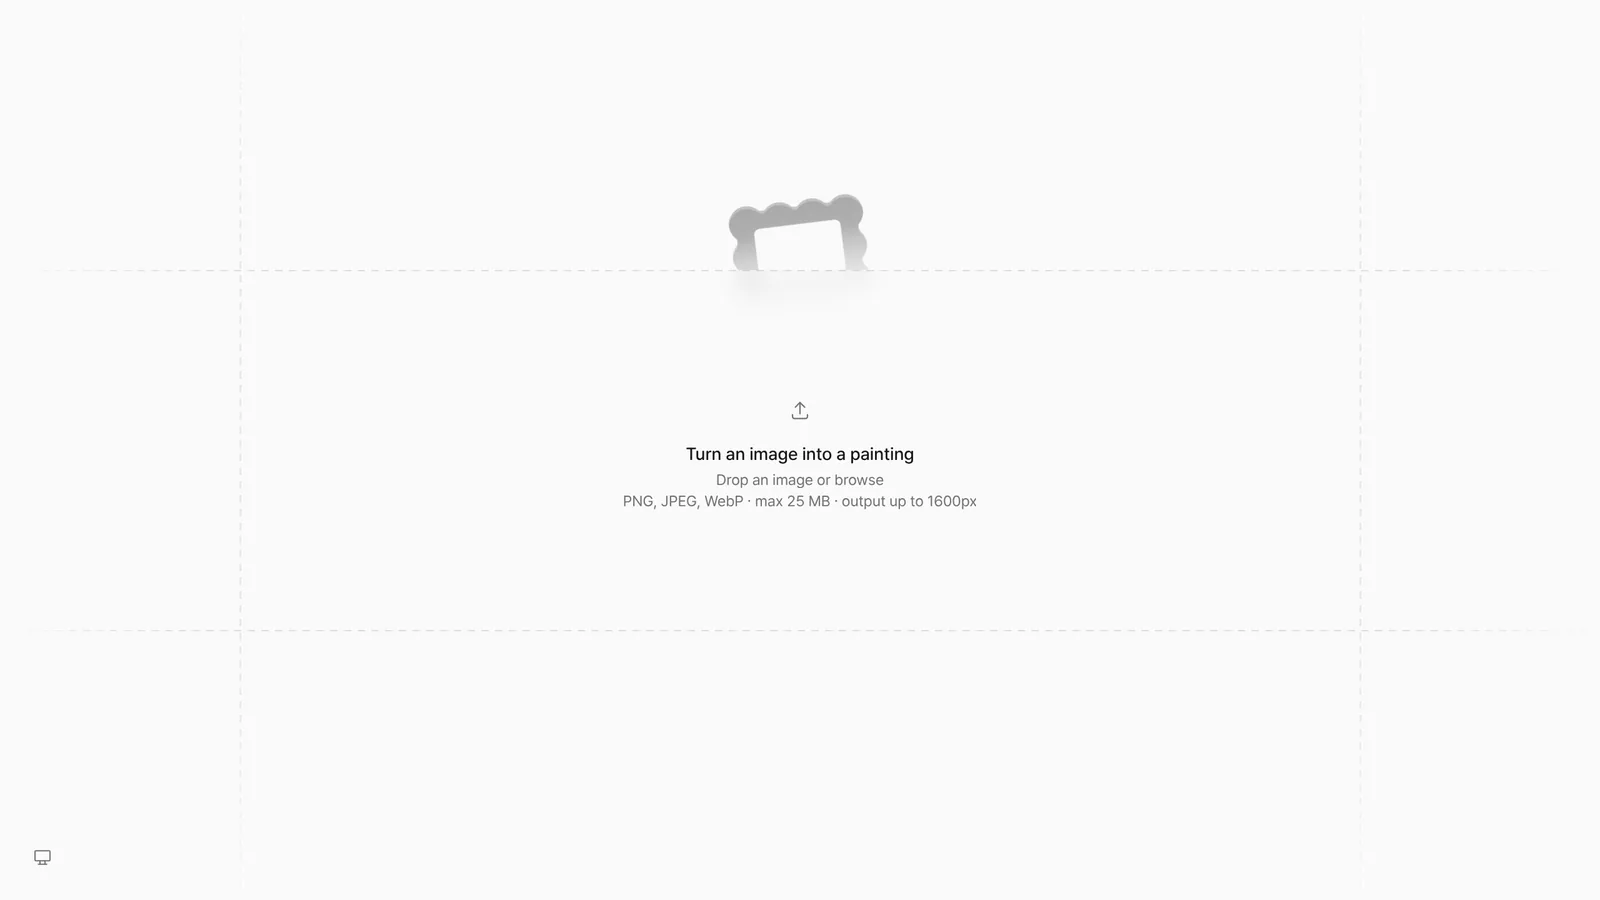 Turn an image into a painting
Drop an image or browse
PNG, JPEG, WebP · max 25 MB · output up to 1600px